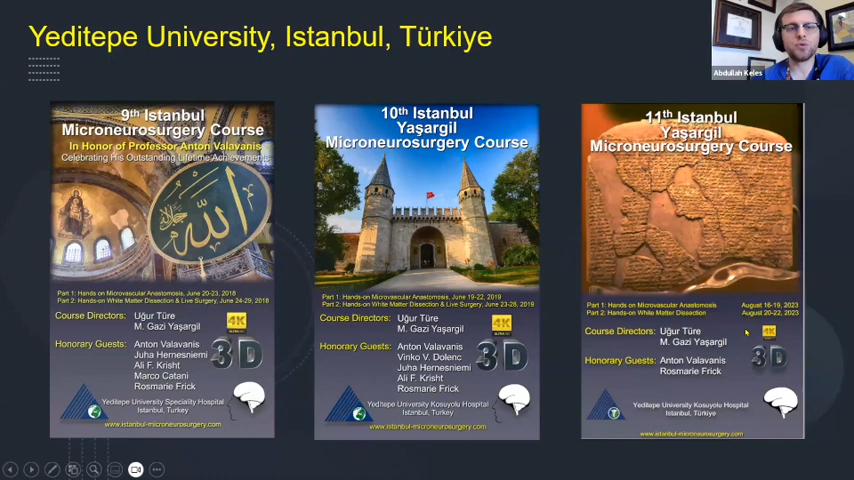 Yeditepe University, Istanbul, Türkiye
Abdullah Keles
9th Istanbul
Microneurosurgery Course
In Honor of Professor Anton Valavanis
Celebrating His Outstanding Lifetime Achievements
الله
جل جلاله
Part 1: Hands on Microvascular Anastomosis, June 20-23, 2018
Part 2: Hands-on White Matter Dissection & Live Surgery, June 24-29, 2018
Course Directors: Uğur Türe
M. Gazi Yaşargil
4K
Honorary Guests: Anton Valavanis
Juha Hernesniemi
Ali F. Krisht
Marco Catani
Rosmarie Frick
3D
Yeditepe University Speciality Hospital
Istanbul, Turkey
www.istanbul-microneurosurgery.com
10th Istanbul
Yaşargil
Microneurosurgery Course
Part 1: Hands on Microvascular Anastomosis, June 19-22, 2019
Part 2: Hands-on White Matter Dissection & Live Surgery, June 23-28, 2019
Course Directors: Uğur Türe
M. Gazi Yaşargil
4K
Honorary Guests: Anton Valavanis
Vinko V. Dolenc
Juha Hernesniemi
Ali F. Krisht
Rosmarie Frick
3D
Yeditepe University Kosuyolu Hospital
Istanbul, Turkey
www.istanbul-microneurosurgery.com
11th Istanbul
Yaşargil
Microneurosurgery Course
Part 1: Hands on Microvascular Anastomosis August 16-19, 2023
Part 2: Hands-on White Matter Dissection August 20-22, 2023
Course Directors: Uğur Türe
M. Gazi Yaşargil
4K
Honorary Guests: Anton Valavanis
Rosmarie Frick
3D
Yeditepe University Kosuyolu Hospital
Istanbul, Türkiye
www.istanbul-microneurosurgery.com